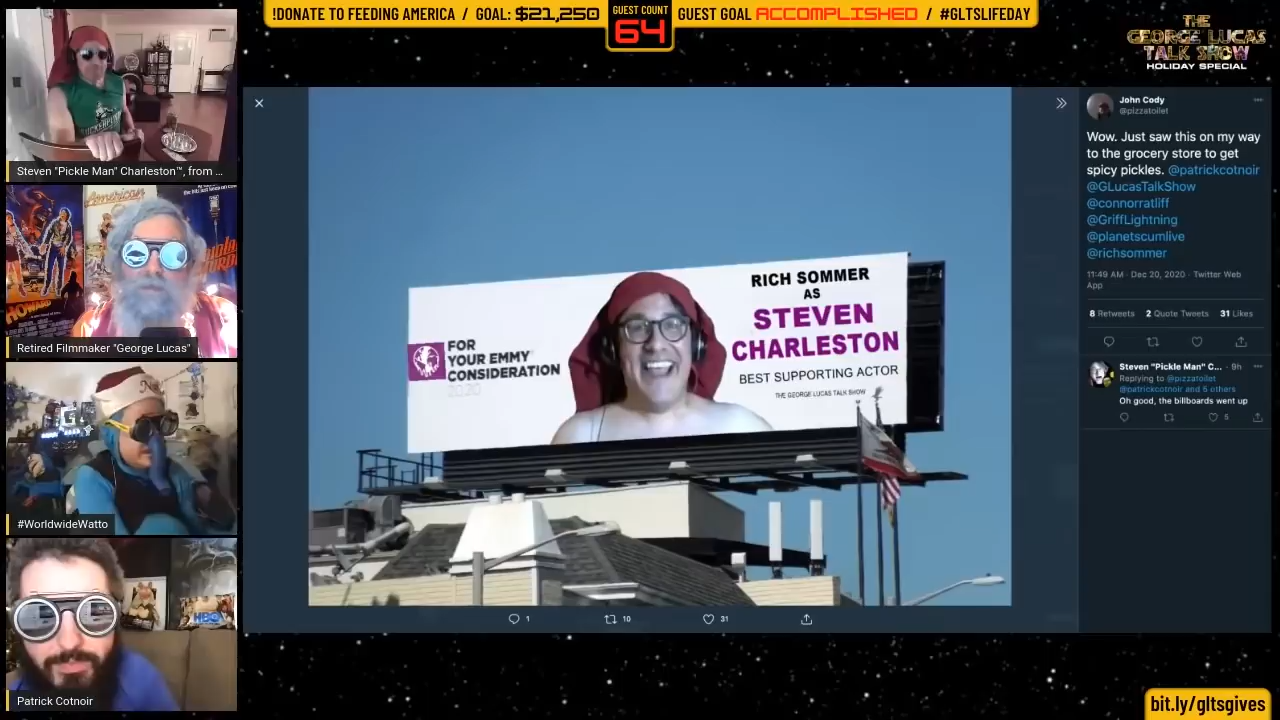 !DONATE TO FEEDING AMERICA / GOAL: $21,250
GUEST COUNT
64
GUEST GOAL ACCOMPLISHED / #GLTSLIFEDAY
THE
GEORGE LUCAS
TALK SHOW
HOLIDAY SPECIAL
Steven "Pickle Man" Charleston™, from ...
American
HOWARD
Retired Filmmaker "George Lucas"
#WorldwideWatto
HBO
Patrick Cotnoir
FOR
YOUR EMMY
CONSIDERATION
2020
RICH SOMMER
AS
STEVEN
CHARLESTON
BEST SUPPORTING ACTOR
THE GEORGE LUCAS TALK SHOW
1
10
31
John Cody
@pizzatoilet
Wow. Just saw this on my way
to the grocery store to get
spicy pickles. @patrickcotnoir
@GLucasTalkShow
@connorratliff
@GriffLightning
@planetscumlive
@richsommer
11:49 AM · Dec 20, 2020 · Twitter Web
App
8 Retweets 2 Quote Tweets 31 Likes
Steven "Pickle Man" C... · 9h
Replying to @pizzatoilet
@patrickcotnoir and 6 others
Oh good, the billboards went up
5
bit.ly/gltsgives